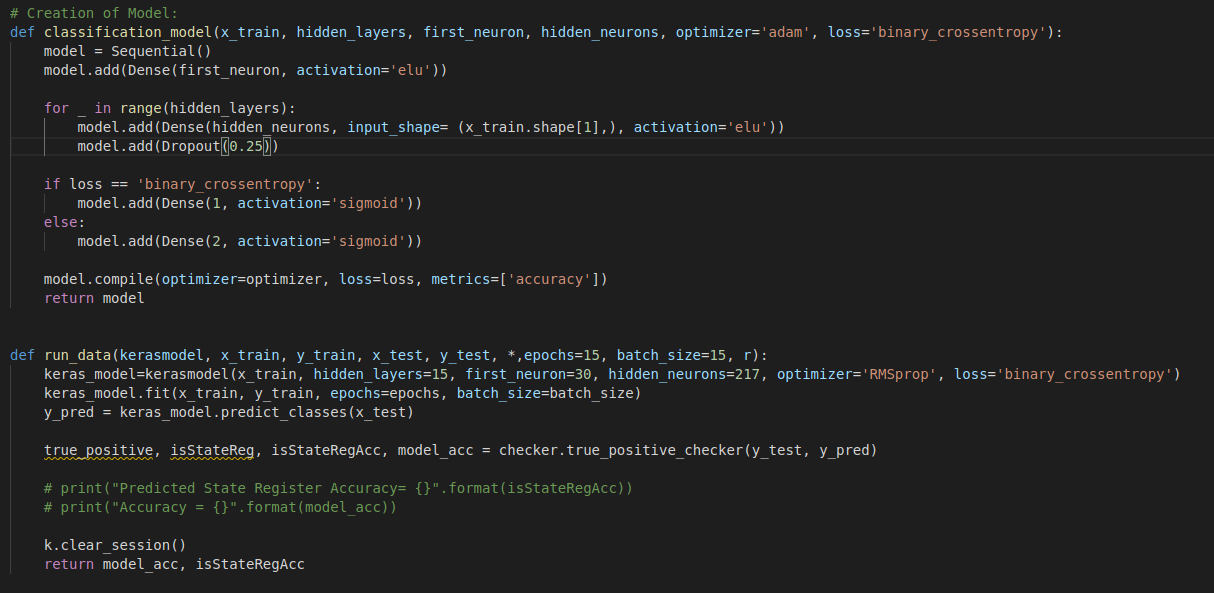 # Creation of Model:
def classification_model(x_train, hidden_layers, first_neuron, hidden_neurons, optimizer='adam', loss='binary_crossentropy'):
    model = Sequential()
    model.add(Dense(first_neuron, activation='elu'))

    for _ in range(hidden_layers):
        model.add(Dense(hidden_neurons, input_shape= (x_train.shape[1],), activation='elu'))
        model.add(Dropout(0.25))

    if loss == 'binary_crossentropy':
        model.add(Dense(1, activation='sigmoid'))
    else:
        model.add(Dense(2, activation='sigmoid'))

    model.compile(optimizer=optimizer, loss=loss, metrics=['accuracy'])
    return model


def run_data(kerasmodel, x_train, y_train, x_test, y_test, *,epochs=15, batch_size=15, r):
    keras_model=kerasmodel(x_train, hidden_layers=15, first_neuron=30, hidden_neurons=217, optimizer='RMSprop', loss='binary_crossentropy')
    keras_model.fit(x_train, y_train, epochs=epochs, batch_size=batch_size)
    y_pred = keras_model.predict_classes(x_test)

    true_positive, isStateReg, isStateRegAcc, model_acc = checker.true_positive_checker(y_test, y_pred)

    # print("Predicted State Register Accuracy= {}".format(isStateRegAcc))
    # print("Accuracy = {}".format(model_acc))

    k.clear_session()
    return model_acc, isStateRegAcc